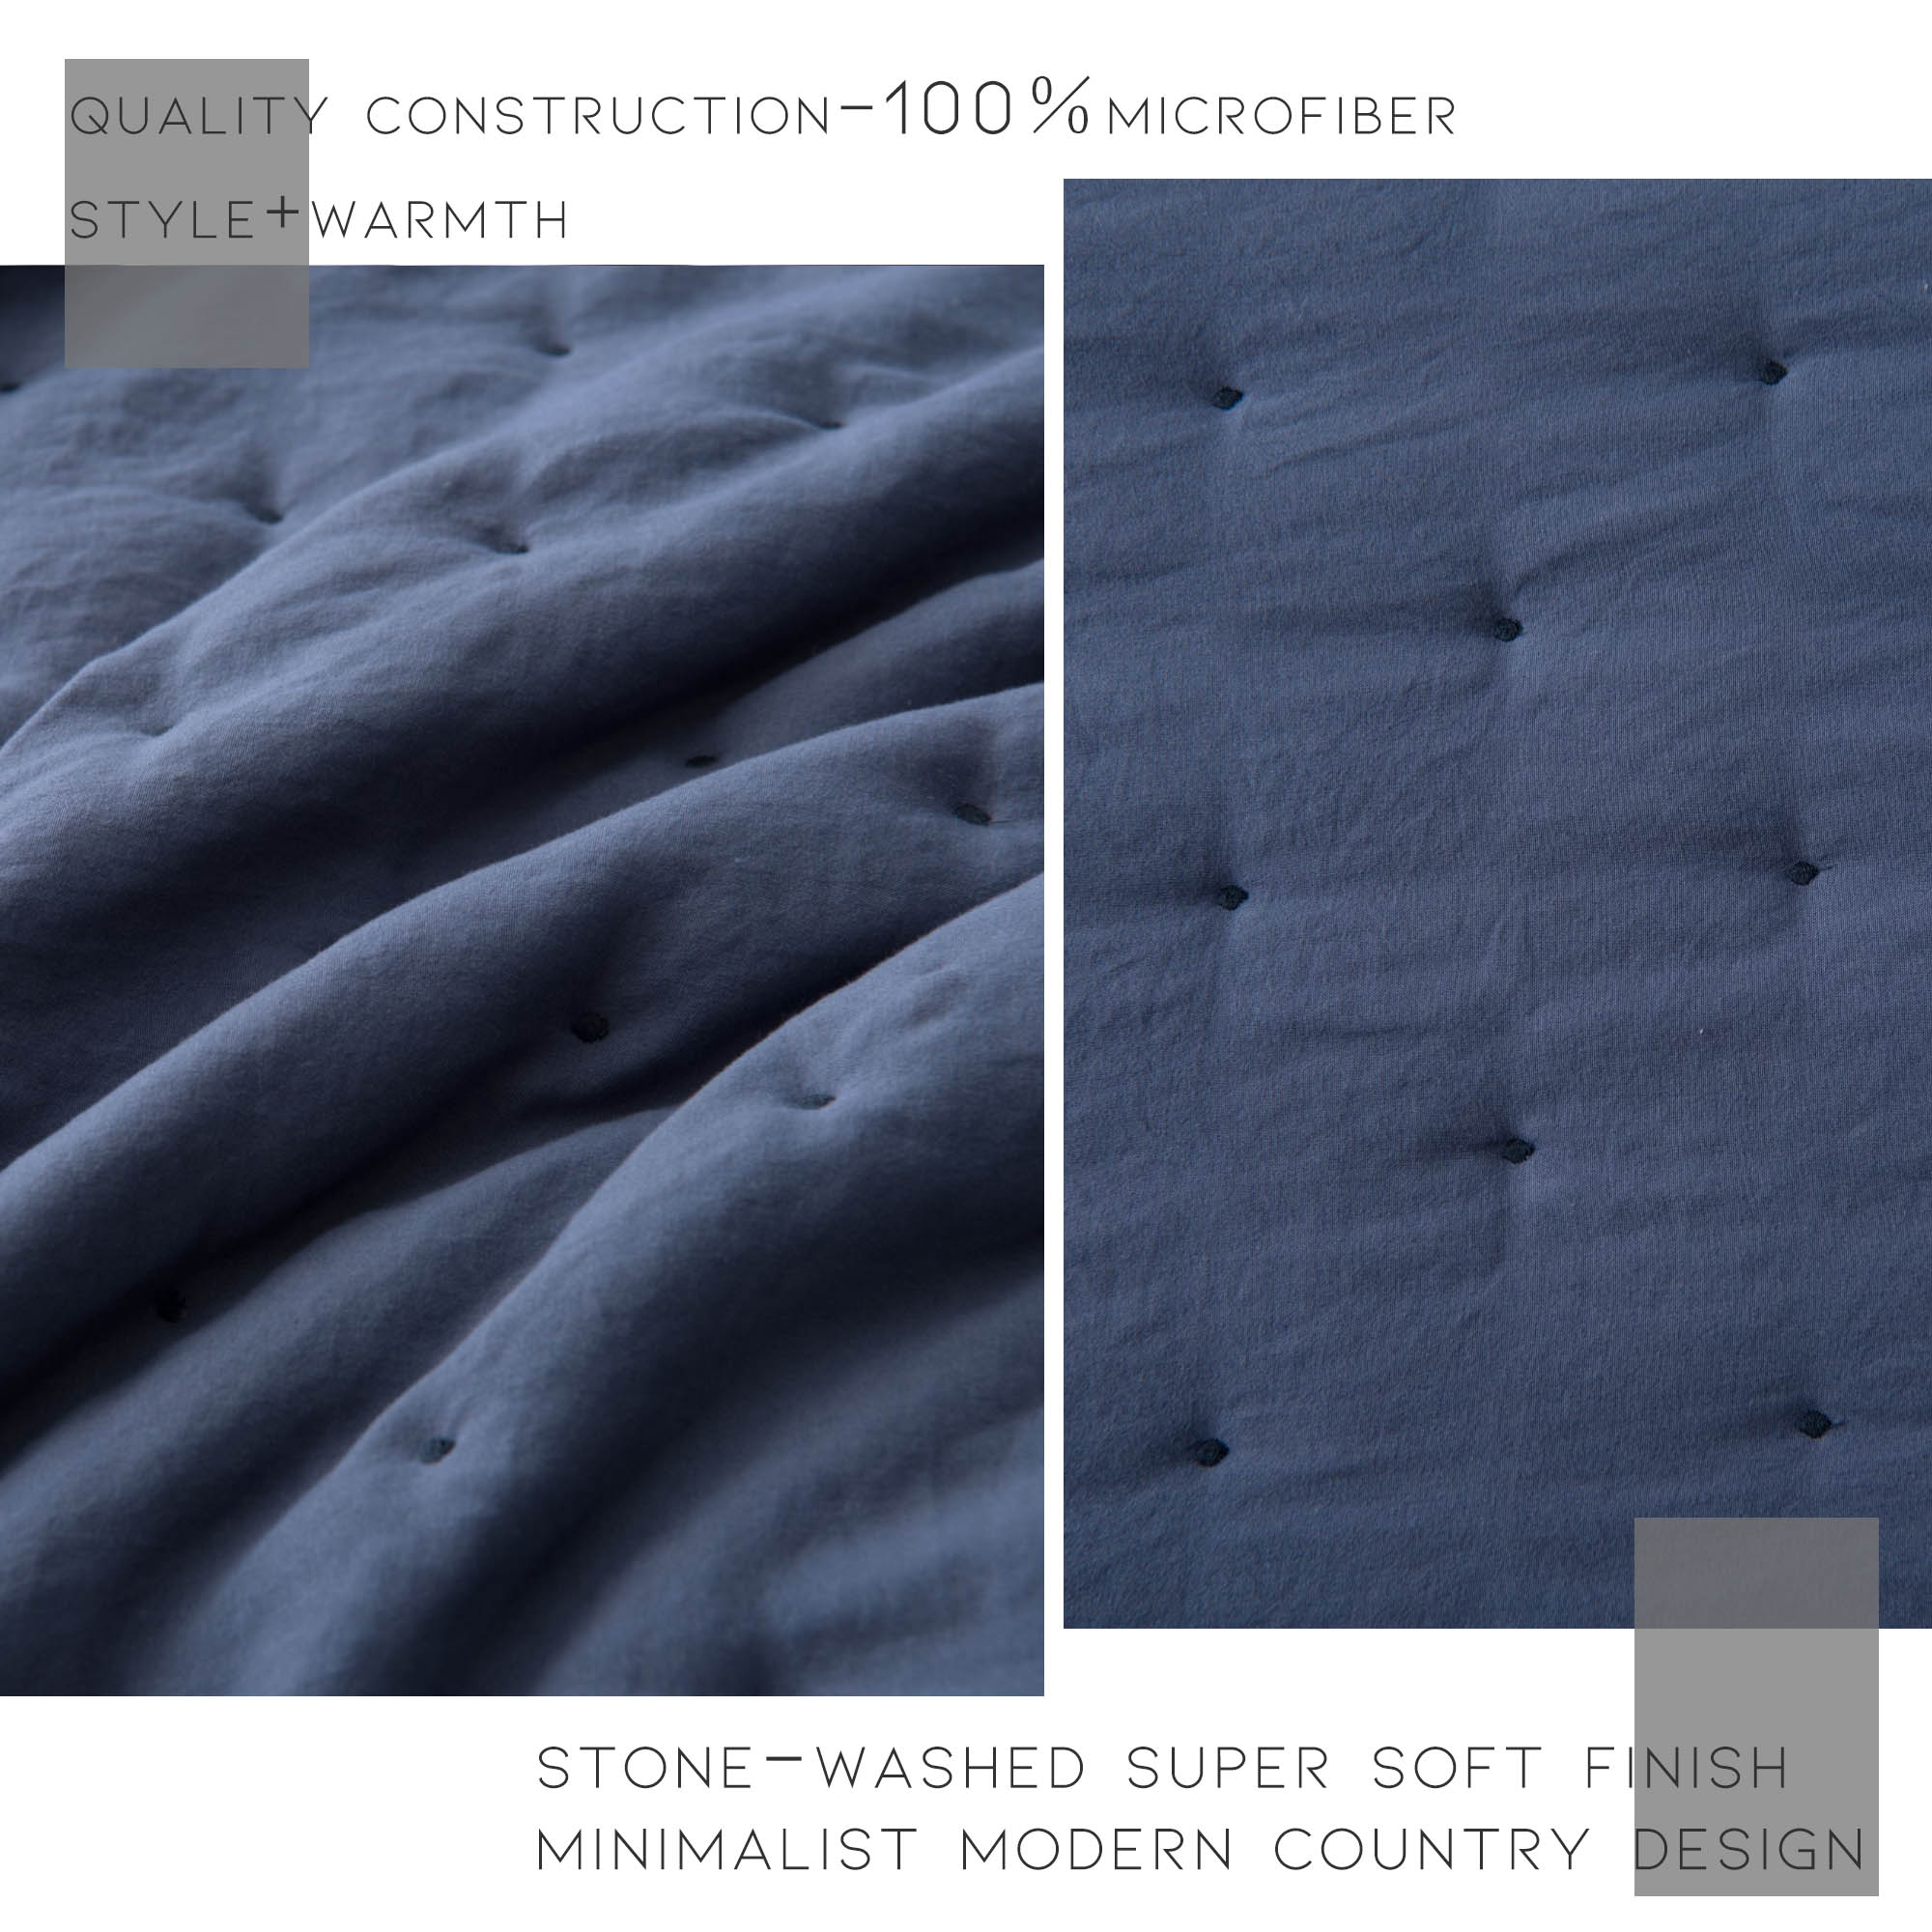 QUALITY CONSTRUCTION-100%MICROFIBER
STYLE+WARMTH
STONE-WASHED SUPER SOFT FINISH
MINIMALIST MODERN COUNTRY DESIGN